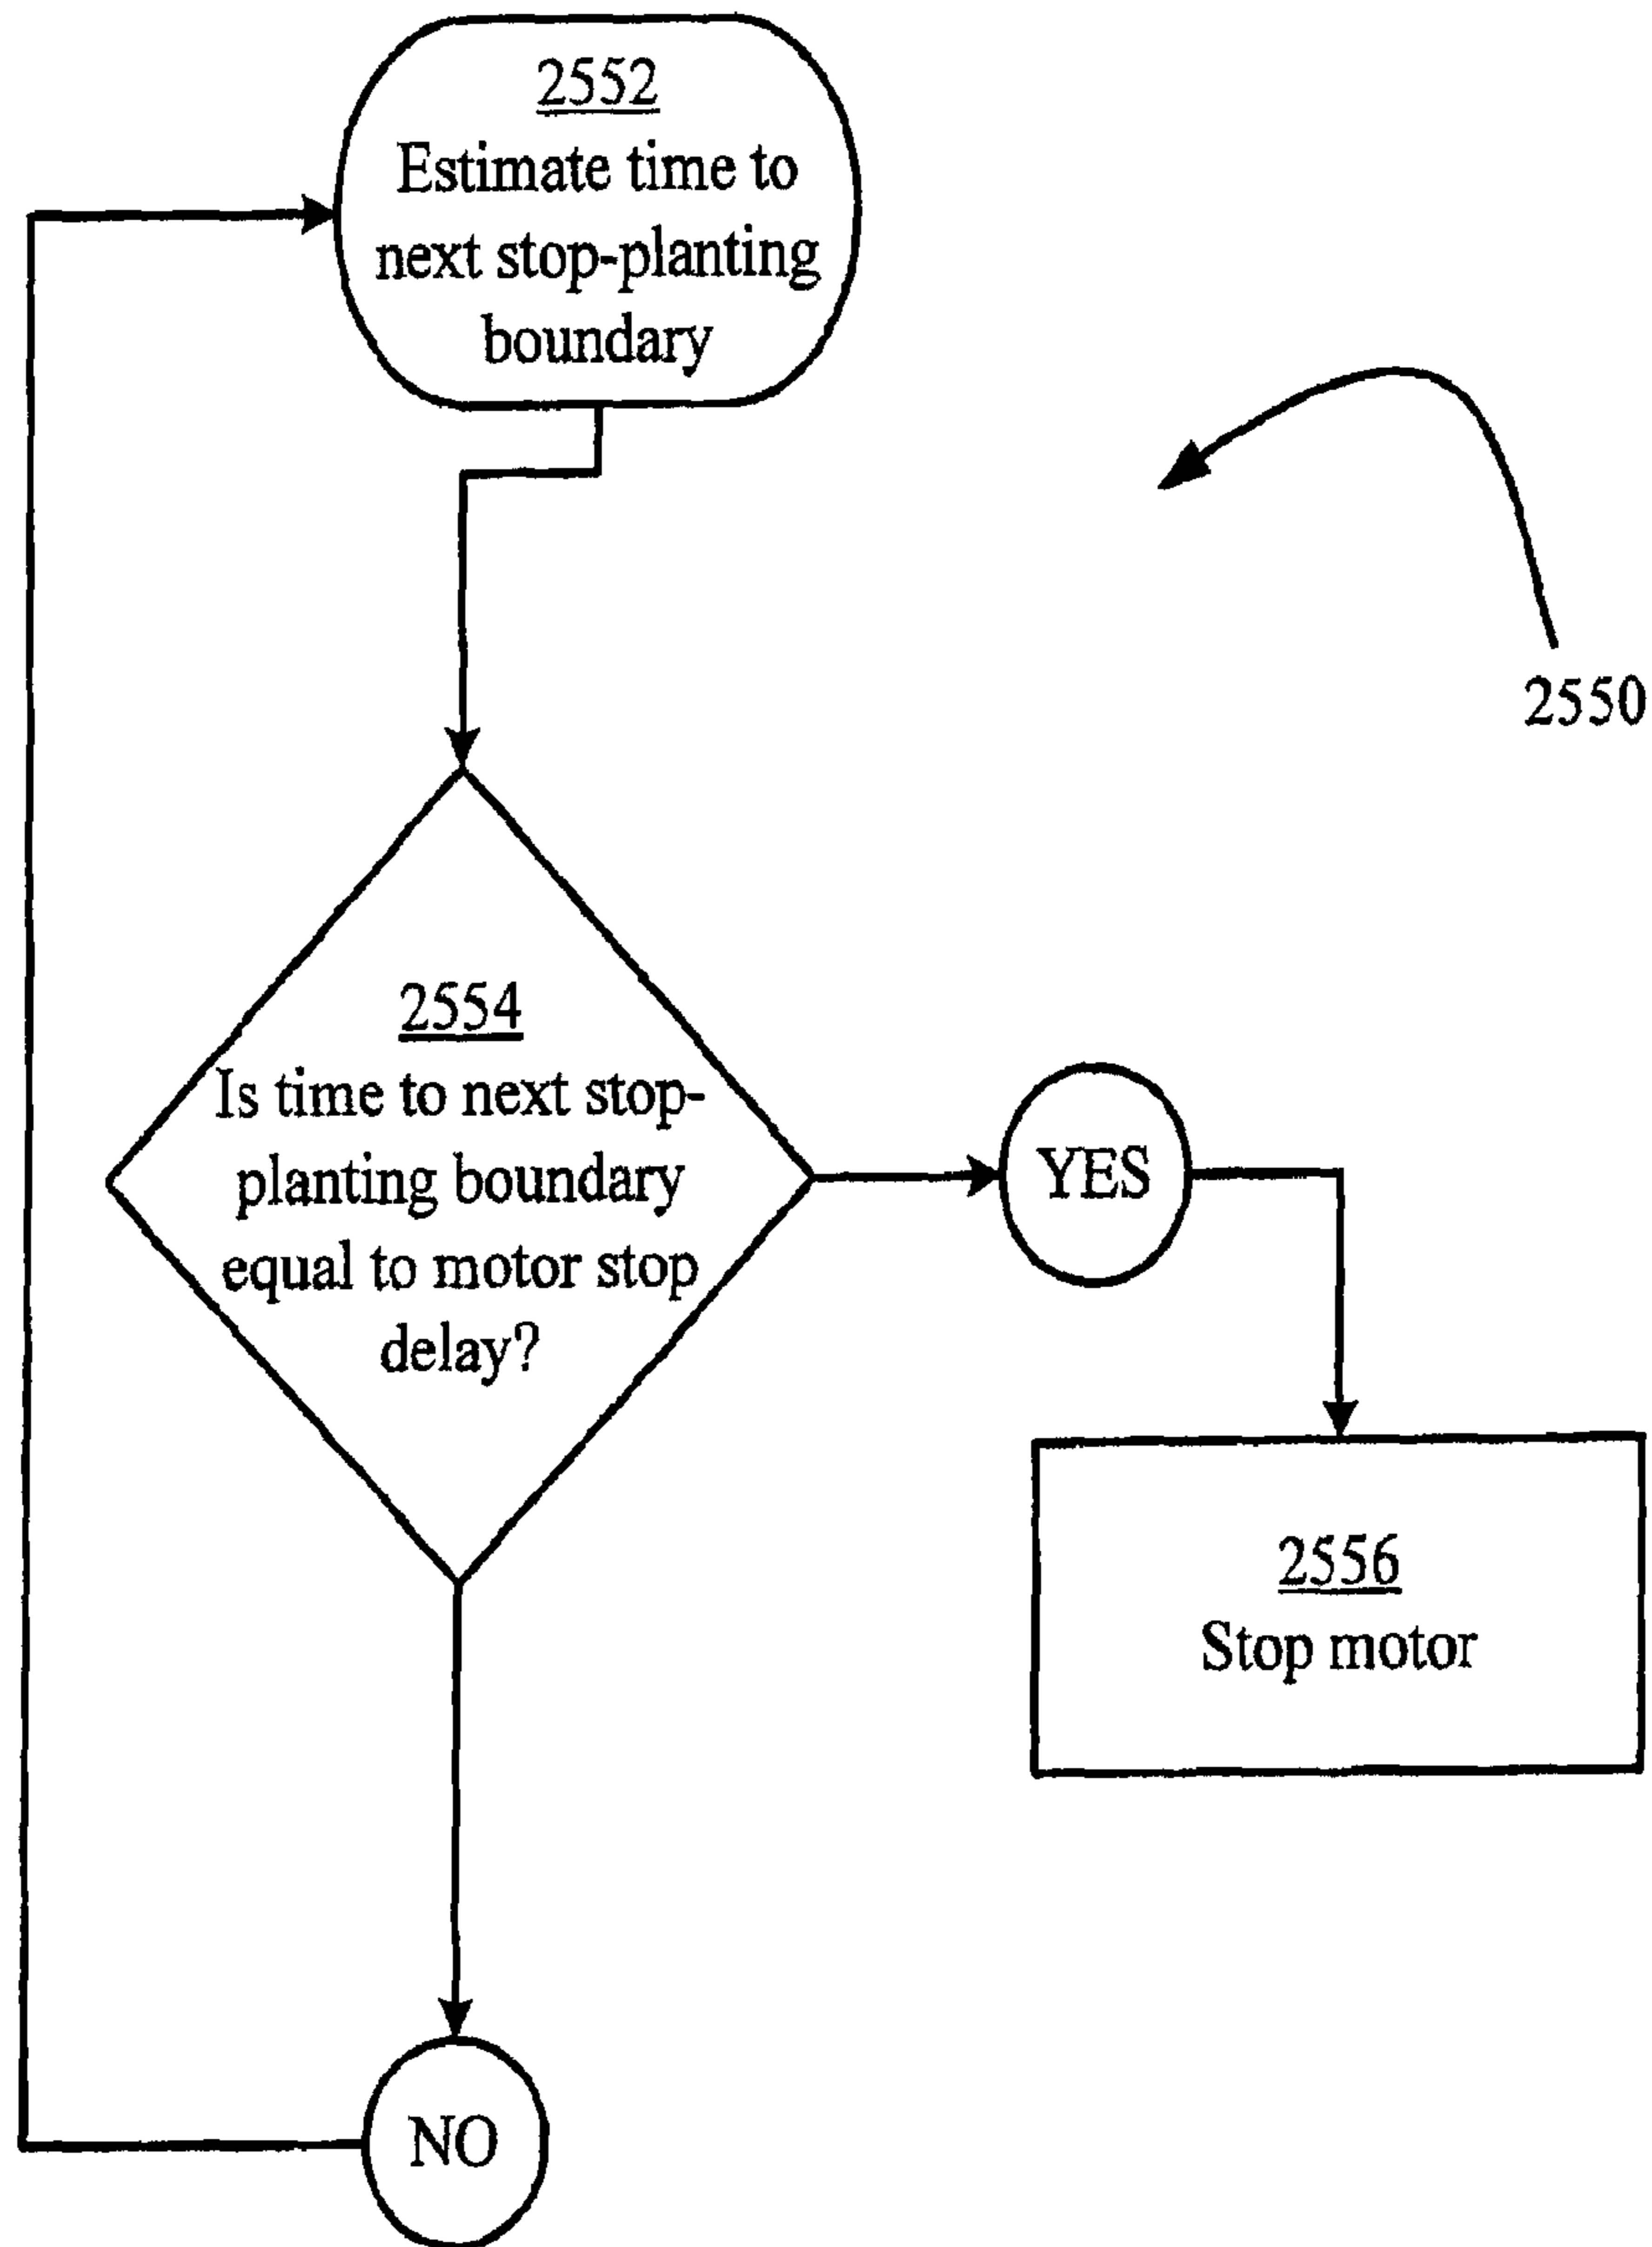 2552
Estimate time to
next stop-planting
boundary
2550
2554
Is time to next stop-
planting boundary
equal to motor stop
delay?
YES
2556
Stop motor
NO